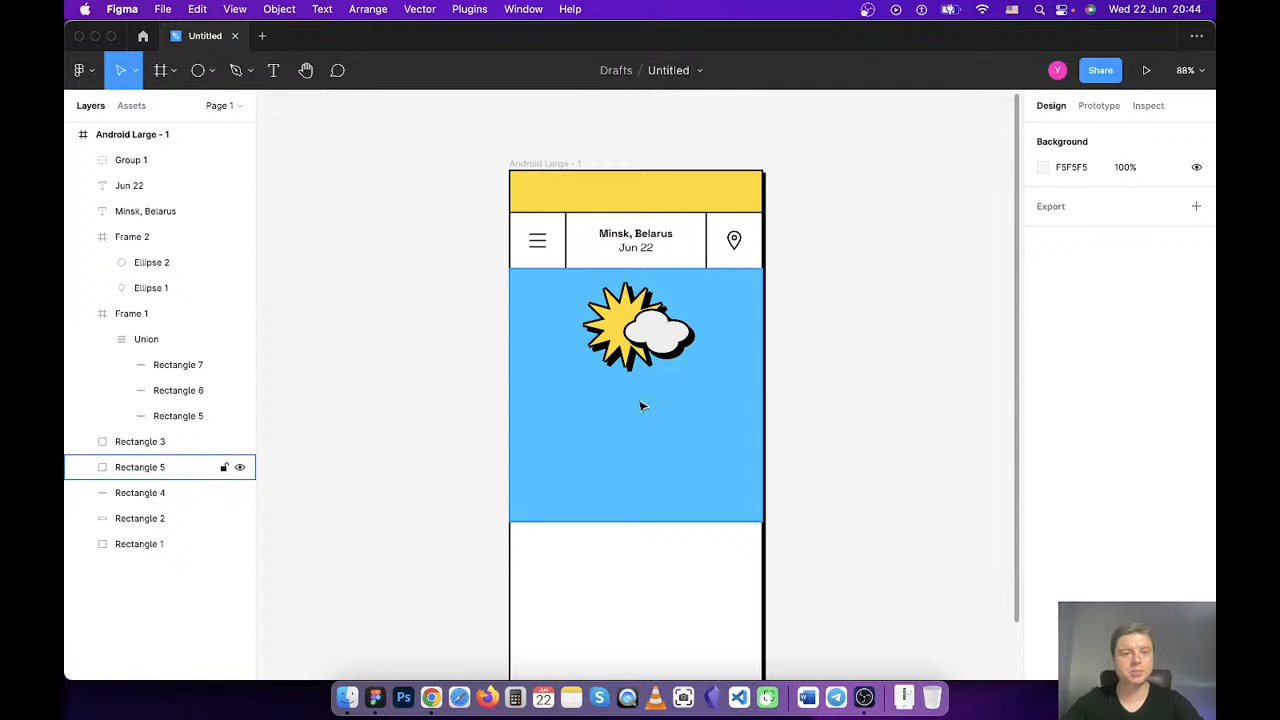 Figma File Edit View Object Text Arrange Vector Plugins Window Help Wed 22 Jun 20:44
Untitled
Drafts / Untitled Share 88%
Layers Assets Page 1 Design Prototype Inspect
Android Large - 1
Background
F5F5F5 100%
Export
Group 1
Jun 22
Minsk, Belarus
Frame 2
Ellipse 2
Ellipse 1
Frame 1
Union
Rectangle 7
Rectangle 6
Rectangle 5
Rectangle 3
Rectangle 5
Rectangle 4
Rectangle 2
Rectangle 1
Android Large - 1
Minsk, Belarus
Jun 22
Y
JUN
22
Ps
W